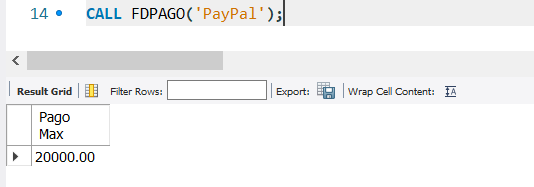 14 CALL FDPAGO('PayPal');
Result Grid Filter Rows: Export: Wrap Cell Content:
Pago
Max
20000.00